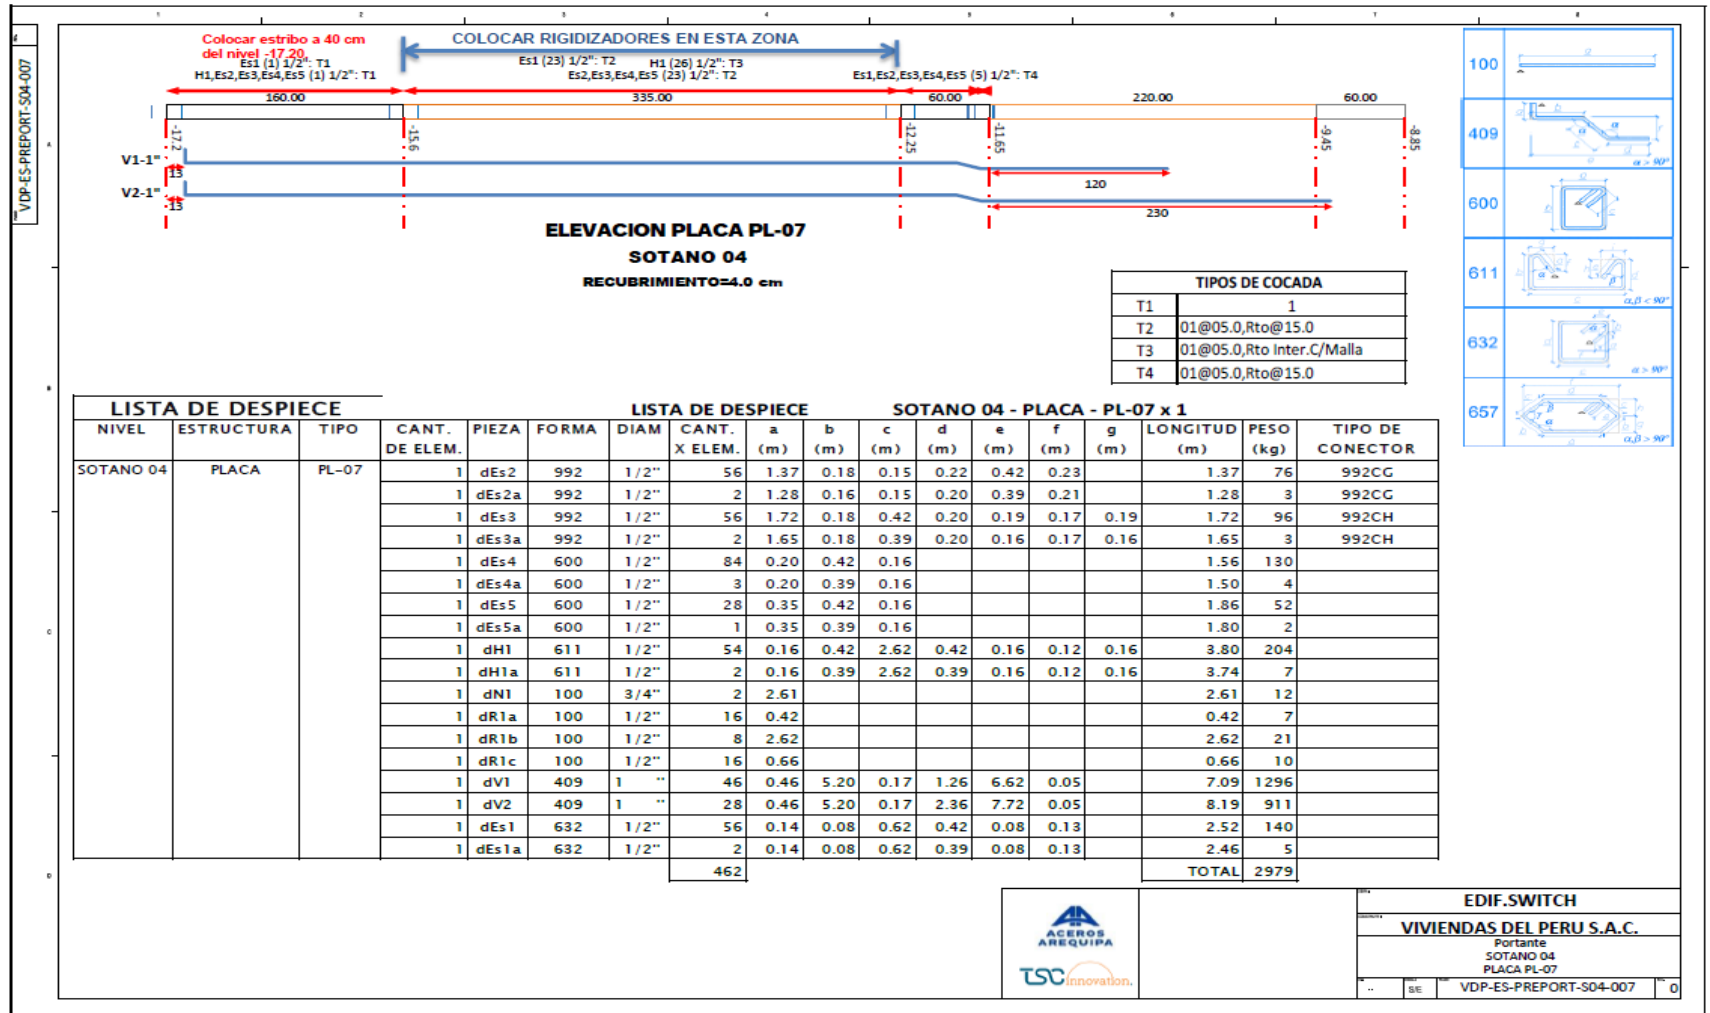 1 2 3 4 5 6 7 8
VDP-ES-PREPORT-S04-007
Colocar estribo a 40 cm
del nivel -17.20
COLOCAR RIGIDIZADORES EN ESTA ZONA
Es1 (1) 1/2": T1
H1,Es2,Es3,Es4,Es5 (1) 1/2": T1
Es1 (23) 1/2": T2 H1 (26) 1/2": T3
Es2,Es3,Es4,Es5 (23) 1/2": T2
Es1,Es2,Es3,Es4,Es5 (5) 1/2": T4
160.00 335.00 60.00 220.00 60.00
-17.2 -15.6 -12.25 -11.65 -9.45 -8.85
V1-1"
13
120
V2-1"
13
230
ELEVACION PLACA PL-07
SOTANO 04
RECUBRIMIENTO=4.0 cm
100
409
α > 90°
600
611
α,β < 90°
632
α > 90°
657
α,β > 90°
TIPOS DE COCADA
T1 1
T2 01@05.0,Rto@15.0
T3 01@05.0,Rto Inter.C/Malla
T4 01@05.0,Rto@15.0
LISTA DE DESPIECE LISTA DE DESPIECE SOTANO 04 - PLACA - PL-07 x 1
NIVEL ESTRUCTURA TIPO CANT. PIEZA FORMA DIAM CANT. a b c d e f g LONGITUD PESO TIPO DE
DE ELEM. X ELEM. (m) (m) (m) (m) (m) (m) (m) (m) (kg) CONECTOR
SOTANO 04 PLACA PL-07 1 dEs2 992 1/2" 56 1.37 0.18 0.15 0.22 0.42 0.23 1.37 76 992CG
1 dEs2a 992 1/2" 2 1.28 0.16 0.15 0.20 0.39 0.21 1.28 3 992CG
1 dEs3 992 1/2" 56 1.72 0.18 0.42 0.20 0.19 0.17 0.19 1.72 96 992CH
1 dEs3a 992 1/2" 2 1.65 0.18 0.39 0.20 0.16 0.17 0.16 1.65 3 992CH
1 dEs4 600 1/2" 84 0.20 0.42 0.16 1.56 130
1 dEs4a 600 1/2" 3 0.20 0.39 0.16 1.50 4
1 dEs5 600 1/2" 28 0.35 0.42 0.16 1.86 52
1 dEs5a 600 1/2" 1 0.35 0.39 0.16 1.80 2
1 dH1 611 1/2" 54 0.16 0.42 2.62 0.42 0.16 0.12 0.16 3.80 204
1 dH1a 611 1/2" 2 0.16 0.39 2.62 0.39 0.16 0.12 0.16 3.74 7
1 dN1 100 3/4" 2 2.61 2.61 12
1 dR1a 100 1/2" 16 0.42 0.42 7
1 dR1b 100 1/2" 8 2.62 2.62 21
1 dR1c 100 1/2" 16 0.66 0.66 10
1 dV1 409 1 " 46 0.46 5.20 0.17 1.26 6.62 0.05 7.09 1296
1 dV2 409 1 " 28 0.46 5.20 0.17 2.36 7.72 0.05 8.19 911
1 dEs1 632 1/2" 56 0.14 0.08 0.62 0.42 0.08 0.13 2.52 140
1 dEs1a 632 1/2" 2 0.14 0.08 0.62 0.39 0.08 0.13 2.46 5
462 TOTAL 2979
ACEROS
AREQUIPA
TSC innovation.
EDIF.SWITCH
VIVIENDAS DEL PERU S.A.C.
Portante
SOTANO 04
PLACA PL-07
-- S/E VDP-ES-PREPORT-S04-007 0